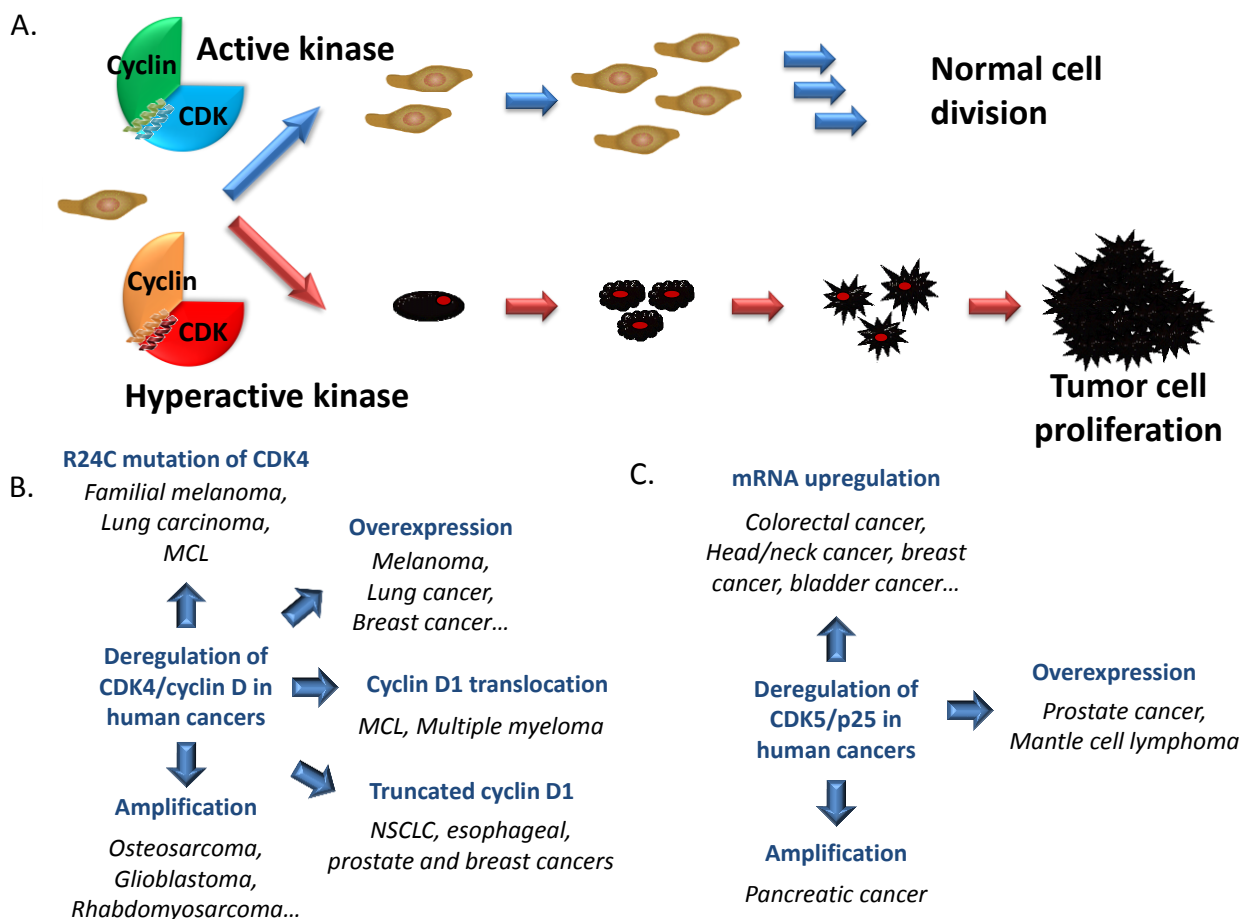 A.
Cyclin
CDK
Active kinase
Normal cell
division
Cyclin
CDK
Hyperactive kinase
Tumor cell
proliferation
B.
R24C mutation of CDK4
Familial melanoma,
Lung carcinoma,
MCL
Overexpression
Melanoma,
Lung cancer,
Breast cancer…
Deregulation of
CDK4/cyclin D in
human cancers
Cyclin D1 translocation
MCL, Multiple myeloma
Truncated cyclin D1
NSCLC, esophageal,
prostate and breast cancers
Amplification
Osteosarcoma,
Glioblastoma,
Rhabdomyosarcoma…
C.
mRNA upregulation
Colorectal cancer,
Head/neck cancer, breast
cancer, bladder cancer…
Deregulation of
CDK5/p25 in
human cancers
Overexpression
Prostate cancer,
Mantle cell lymphoma
Amplification
Pancreatic cancer